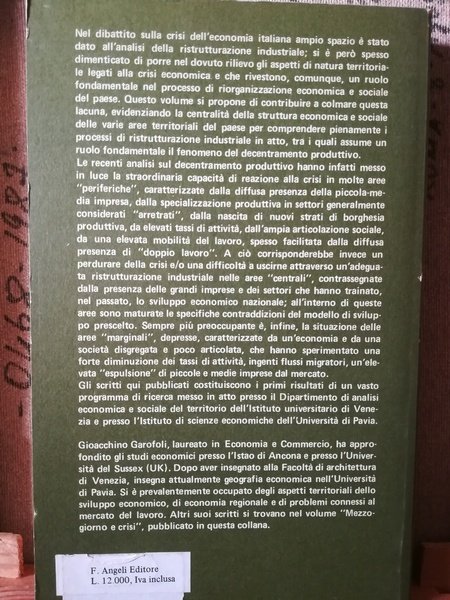 Nel dibattito sulla crisi dell'economia italiana ampio spazio è stato
dato all'analisi della ristrutturazione industriale; si è però spesso
dimenticato di porre nel dovuto rilievo gli aspetti di natura territoria-
le legati alla crisi economica e che rivestono, comunque, un ruolo
fondamentale nel processo di riorganizzazione economica e sociale
del paese. Questo volume si propone di contribuire a colmare questa
lacuna, evidenziando la centralità della struttura economica e sociale
delle varie aree territoriali del paese per comprendere pienamente i
processi di ristrutturazione industriale in atto, tra i quali assume un
ruolo fondamentale il fenomeno del decentramento produttivo.
Le recenti analisi sul decentramento produttivo hanno infatti messo
in luce la straordinaria capacità di reazione alla crisi in molte aree
"periferiche", caratterizzate dalla diffusa presenza della piccola-me-
dia impresa, dalla specializzazione produttiva in settori generalmente
considerati "arretrati", dalla nascita di nuovi strati di borghesia
produttiva, da elevati tassi di attività, dall'ampia articolazione sociale,
da una elevata mobilità del lavoro, spesso facilitata dalla diffusa
presenza di "doppio lavoro". A ciò corrisponderebbe invece un
perdurare della crisi e/o una difficoltà a uscirne attraverso un'adegua-
ta ristrutturazione industriale nelle aree "centrali", contrassegnate
dalla presenza delle grandi imprese e dei settori che hanno trainato,
nel passato, lo sviluppo economico nazionale; all'interno di queste
aree sono maturate le specifiche contraddizioni del modello di svilup-
po prescelto. Sempre più preoccupante è, infine, la situazione delle
aree "marginali", depresse, caratterizzate da un'economia e da una
società disgregata e poco articolata, che hanno sperimentato una
forte diminuzione dei tassi di attività, ingenti flussi migratori, un'ele-
vata "espulsione" di piccole e medie imprese dal mercato.
Gli scritti qui pubblicati costituiscono i primi risultati di un vasto
programma di ricerca messo in atto presso il Dipartimento di analisi
economica e sociale del territorio dell'Istituto universitario di Vene-
zia e presso l'Istituto di scienze economiche dell'Università di Pavia.
Gioacchino Garofoli, laureato in Economia e Commercio, ha appro-
fondito gli studi economici presso l'Istao di Ancona e presso l'Univer-
sità del Sussex (UK). Dopo aver insegnato alla Facoltà di architettura
di Venezia, insegna attualmente geografia economica nell'Università
di Pavia. Si è prevalentemente occupato degli aspetti territoriali dello
sviluppo economico, di economia regionale e di problemi connessi al
mercato del lavoro. Altri suoi scritti si trovano nel volume "Mezzo-
giorno e crisi", pubblicato in questa collana.
F. Angeli Editore
L. 12.000, Iva inclusa